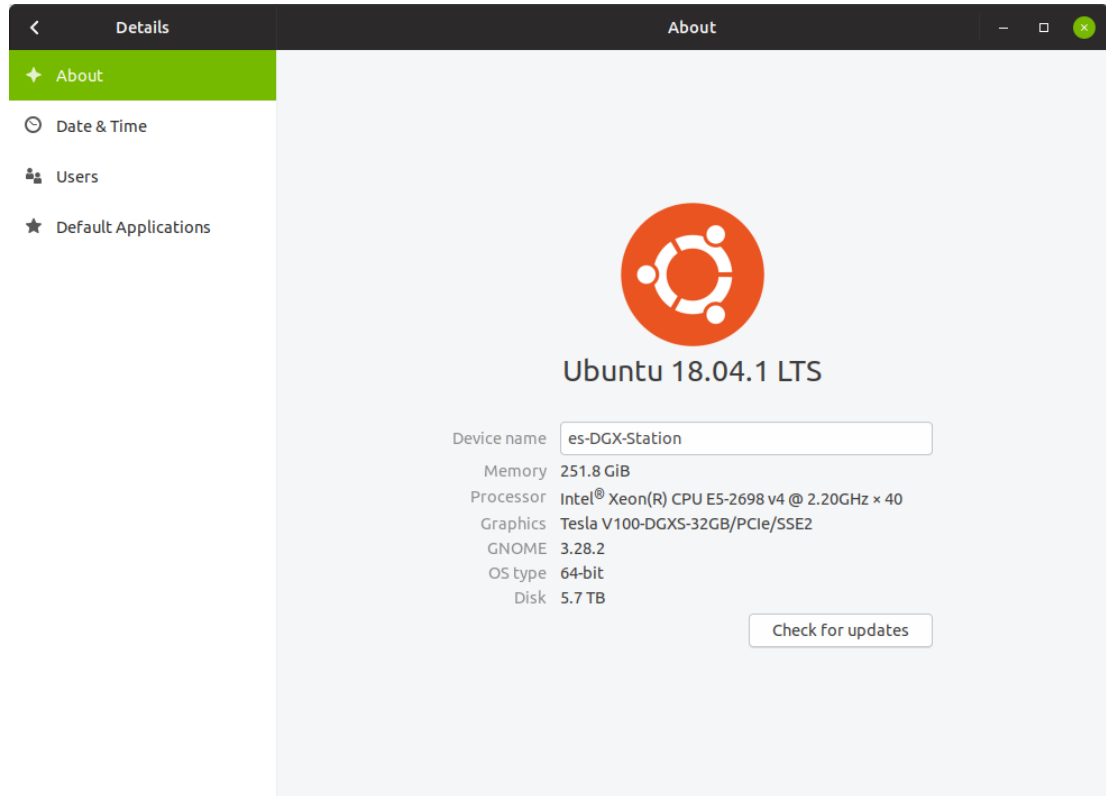 Details
About
About
Date & Time
Users
Default Applications
Ubuntu 18.04.1 LTS
Device name es-DGX-Station
Memory 251.8 GiB
Processor Intel® Xeon(R) CPU E5-2698 v4 @ 2.20GHz × 40
Graphics Tesla V100-DGXS-32GB/PCIe/SSE2
GNOME 3.28.2
OS type 64-bit
Disk 5.7 TB
Check for updates